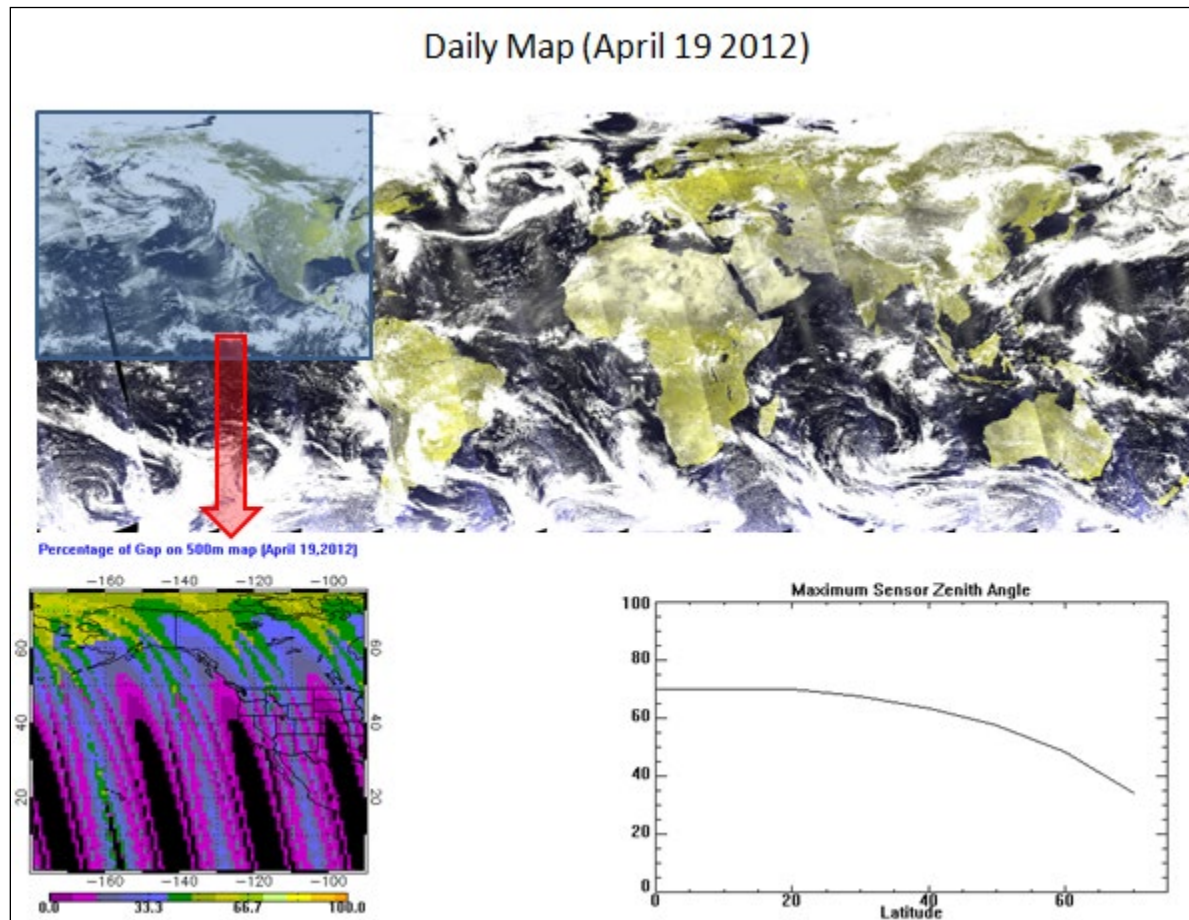 Daily Map (April 19 2012)
Percentage of Gap on 500m map (April 19,2012)
−160 −140 −120 −100
60 60
40 40
20 20
−160 −140 −120 −100
0.0 33.3 66.7 100.0
Maximum Sensor Zenith Angle
100
80
60
40
20
0
0 20 40 60
Latitude